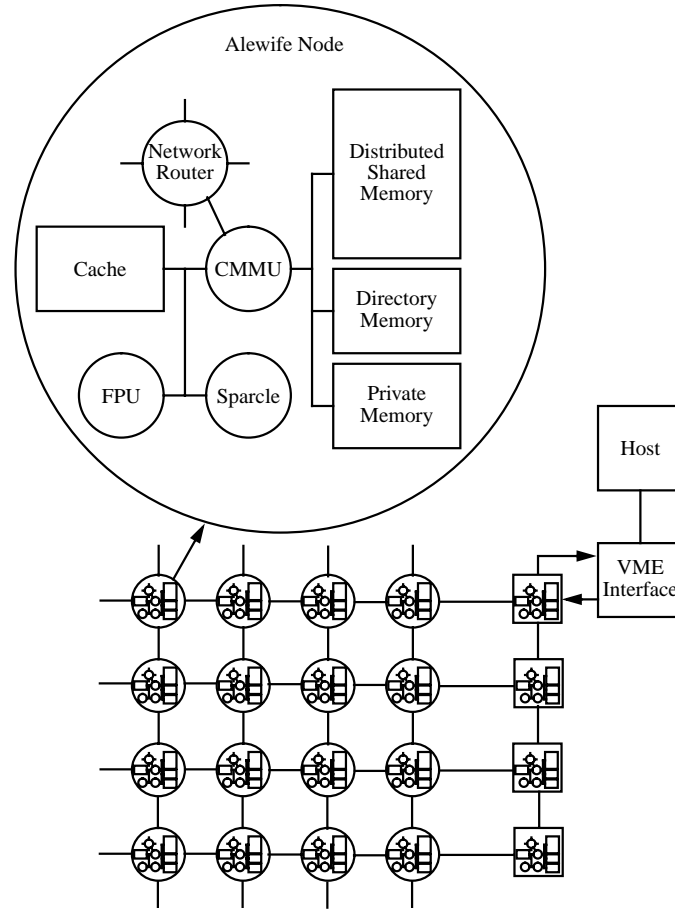 Alewife Node
Network
Router
Distributed
Shared
Memory
Cache
CMMU
Directory
Memory
FPU
Sparcle
Private
Memory
Host
VME
Interface